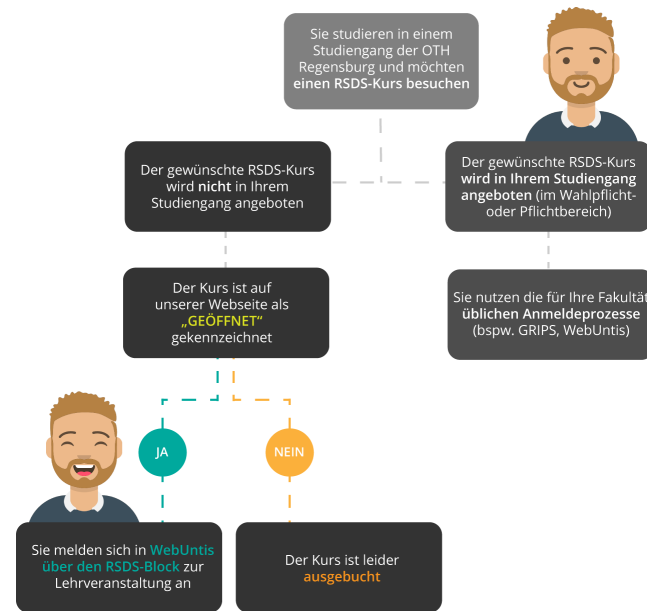 Sie studieren in einem
Studiengang der OTH
Regensburg und möchten
einen RSDS-Kurs besuchen
Der gewünschte RSDS-Kurs
wird nicht in Ihrem
Studiengang angeboten
Der gewünschte RSDS-Kurs
wird in Ihrem Studiengang
angeboten (im Wahlpflicht-
oder Pflichtbereich)
Der Kurs ist auf
unserer Webseite als
„GEÖFFNET“
gekennzeichnet
Sie nutzen die für Ihre Fakultät
üblichen Anmeldeprozesse
(bspw. GRIPS, WebUntis)
JA
NEIN
Sie melden sich in WebUntis
über den RSDS-Block zur
Lehrveranstaltung an
Der Kurs ist leider
ausgebucht